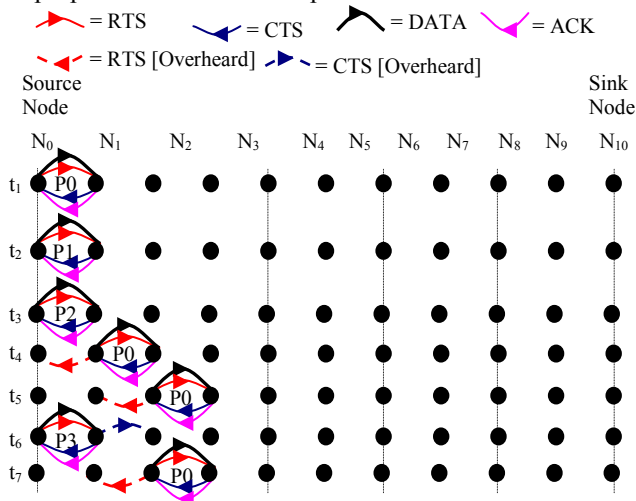 = RTS = CTS = DATA = ACK
= RTS [Overheard] = CTS [Overheard]
Source Node
Sink Node
N0 N1 N2 N3 N4 N5 N6 N7 N8 N9 N10
t1 P0
t2 P1
t3 P2
t4 P0
t5 P0
t6 P3
t7 P0